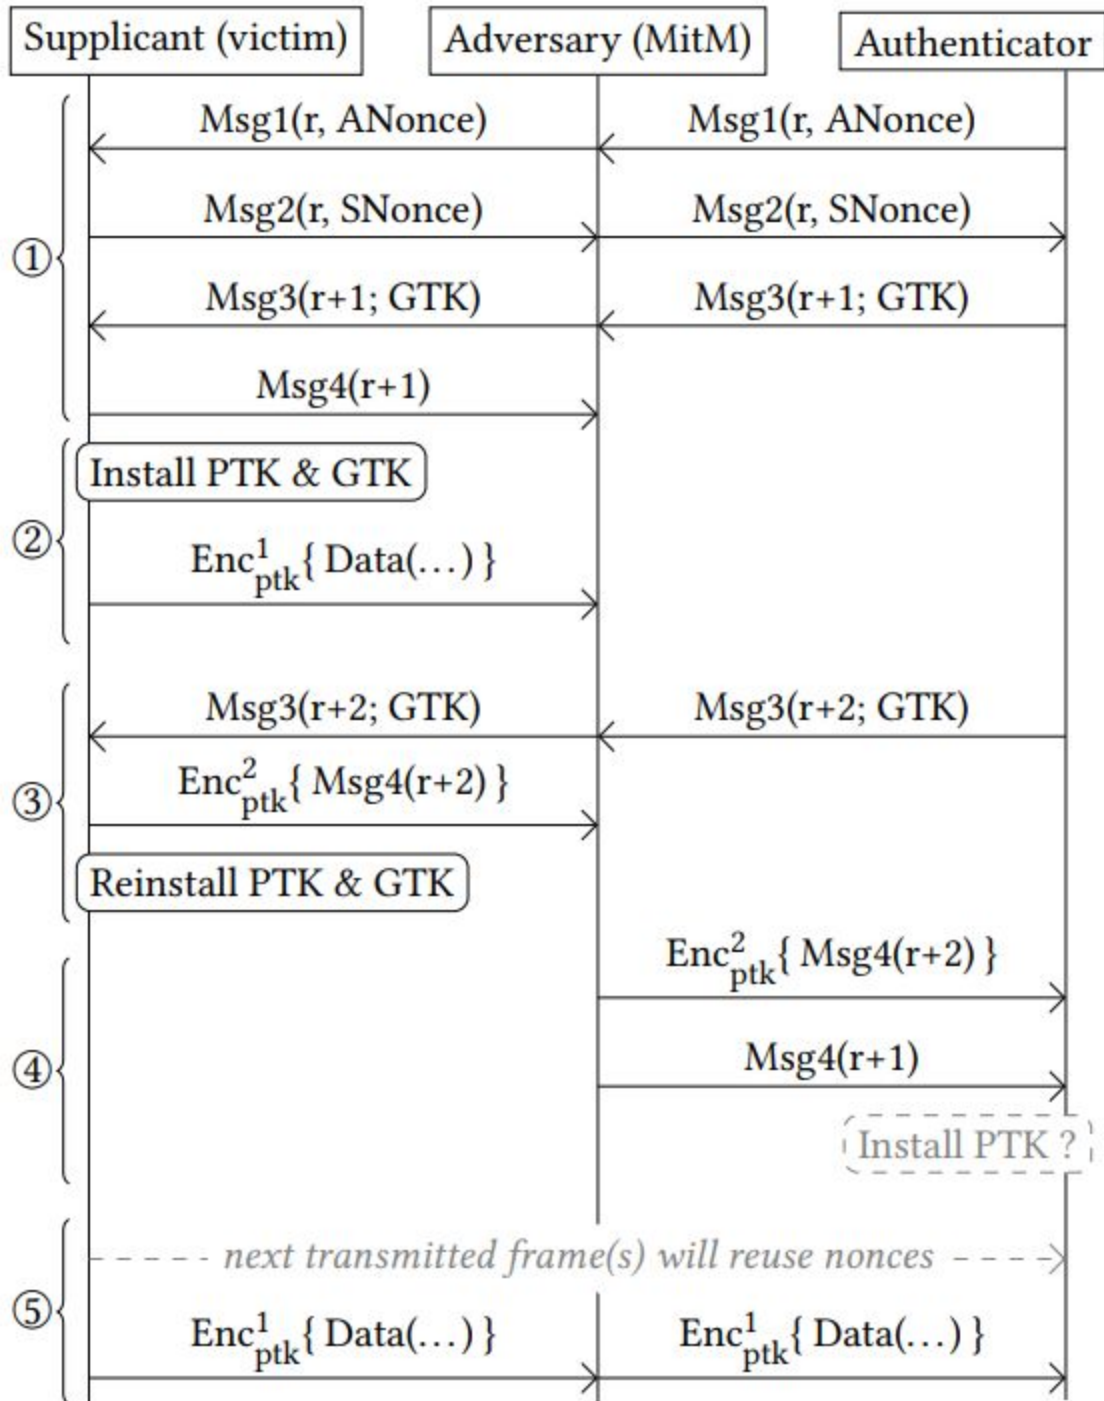 Supplicant (victim) Adversary (MitM) Authenticator
Msg1(r, ANonce) Msg1(r, ANonce)
Msg2(r, SNonce) Msg2(r, SNonce)
①
Msg3(r+1; GTK) Msg3(r+1; GTK)
Msg4(r+1)
Install PTK & GTK
②
Enc¹ptk{ Data(…) }
Msg3(r+2; GTK) Msg3(r+2; GTK)
③
Enc²ptk{ Msg4(r+2) }
Reinstall PTK & GTK
Enc²ptk{ Msg4(r+2) }
④
Msg4(r+1)
Install PTK ?
next transmitted frame(s) will reuse nonces
⑤
Enc¹ptk{ Data(…) } Enc¹ptk{ Data(…) }